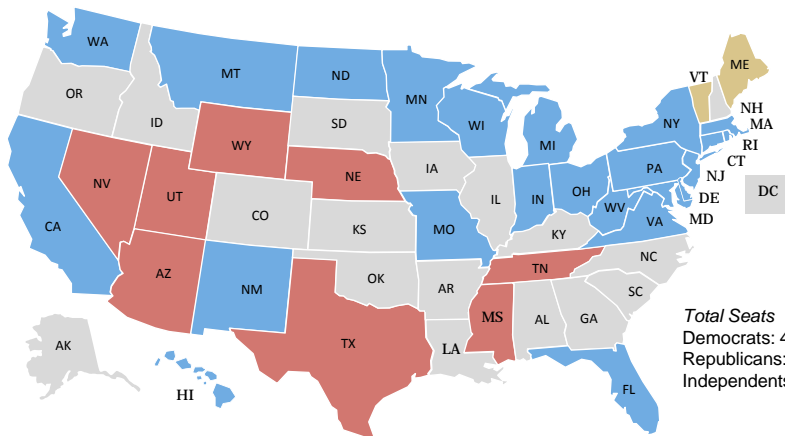 WA
MT
ND
MN
VT
ME
OR
ID
SD
WI
MI
NY
NH
MA
RI
CT
WY
IA
PA
NJ
NV
UT
NE
IL
IN
OH
DE
DC
CA
CO
KS
MO
WV
VA
MD
KY
NC
AZ
NM
OK
AR
TN
SC
MS
AL
GA
TX
LA
AK
HI
FL
Total Seats
Democrats: 4
Republicans:
Independents